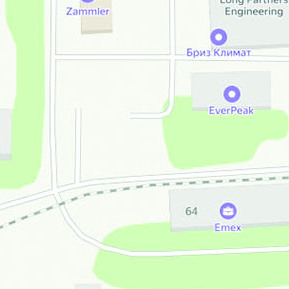 Zammler
Long Partners
Engineering
Бриз Климат
EverPeak
64
Emex